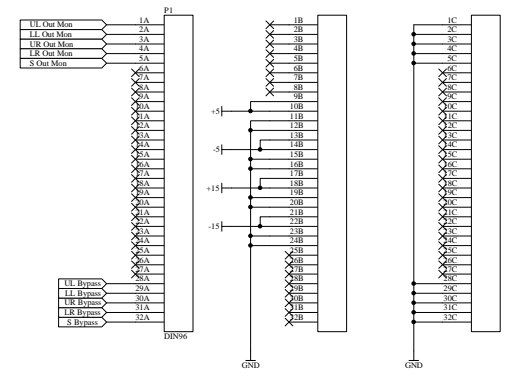 P1
UL Out Mon 1A
LL Out Mon 2A
UR Out Mon 3A
LR Out Mon 4A
S Out Mon 5A
6A
7A
8A
9A
10A
11A
12A
13A
14A
15A
16A
17A
18A
19A
20A
21A
22A
23A
24A
25A
26A
27A
28A
UL Bypass 29A
LL Bypass 30A
UR Bypass 31A
LR Bypass 32A
S Bypass
DIN96
1B
2B
3B
4B
5B
6B
7B
8B
9B
10B
+5
11B
12B
13B
14B
-5
15B
16B
17B
18B
+15
19B
20B
21B
22B
-15
23B
24B
25B
26B
27B
28B
29B
30B
31B
32B
GND
1C
2C
3C
4C
5C
6C
7C
8C
9C
10C
11C
12C
13C
14C
15C
16C
17C
18C
19C
20C
21C
22C
23C
24C
25C
26C
27C
28C
29C
30C
31C
32C
GND